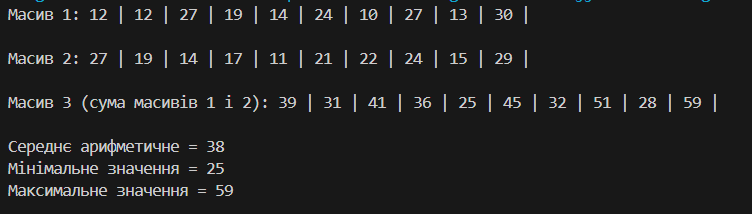 Масив 1: 12 | 12 | 27 | 19 | 14 | 24 | 10 | 27 | 13 | 30 |
Масив 2: 27 | 19 | 14 | 17 | 11 | 21 | 22 | 24 | 15 | 29 |
Масив 3 (сума масивів 1 і 2): 39 | 31 | 41 | 36 | 25 | 45 | 32 | 51 | 28 | 59 |
Середнє арифметичне = 38
Мінімальне значення = 25
Максимальне значення = 59